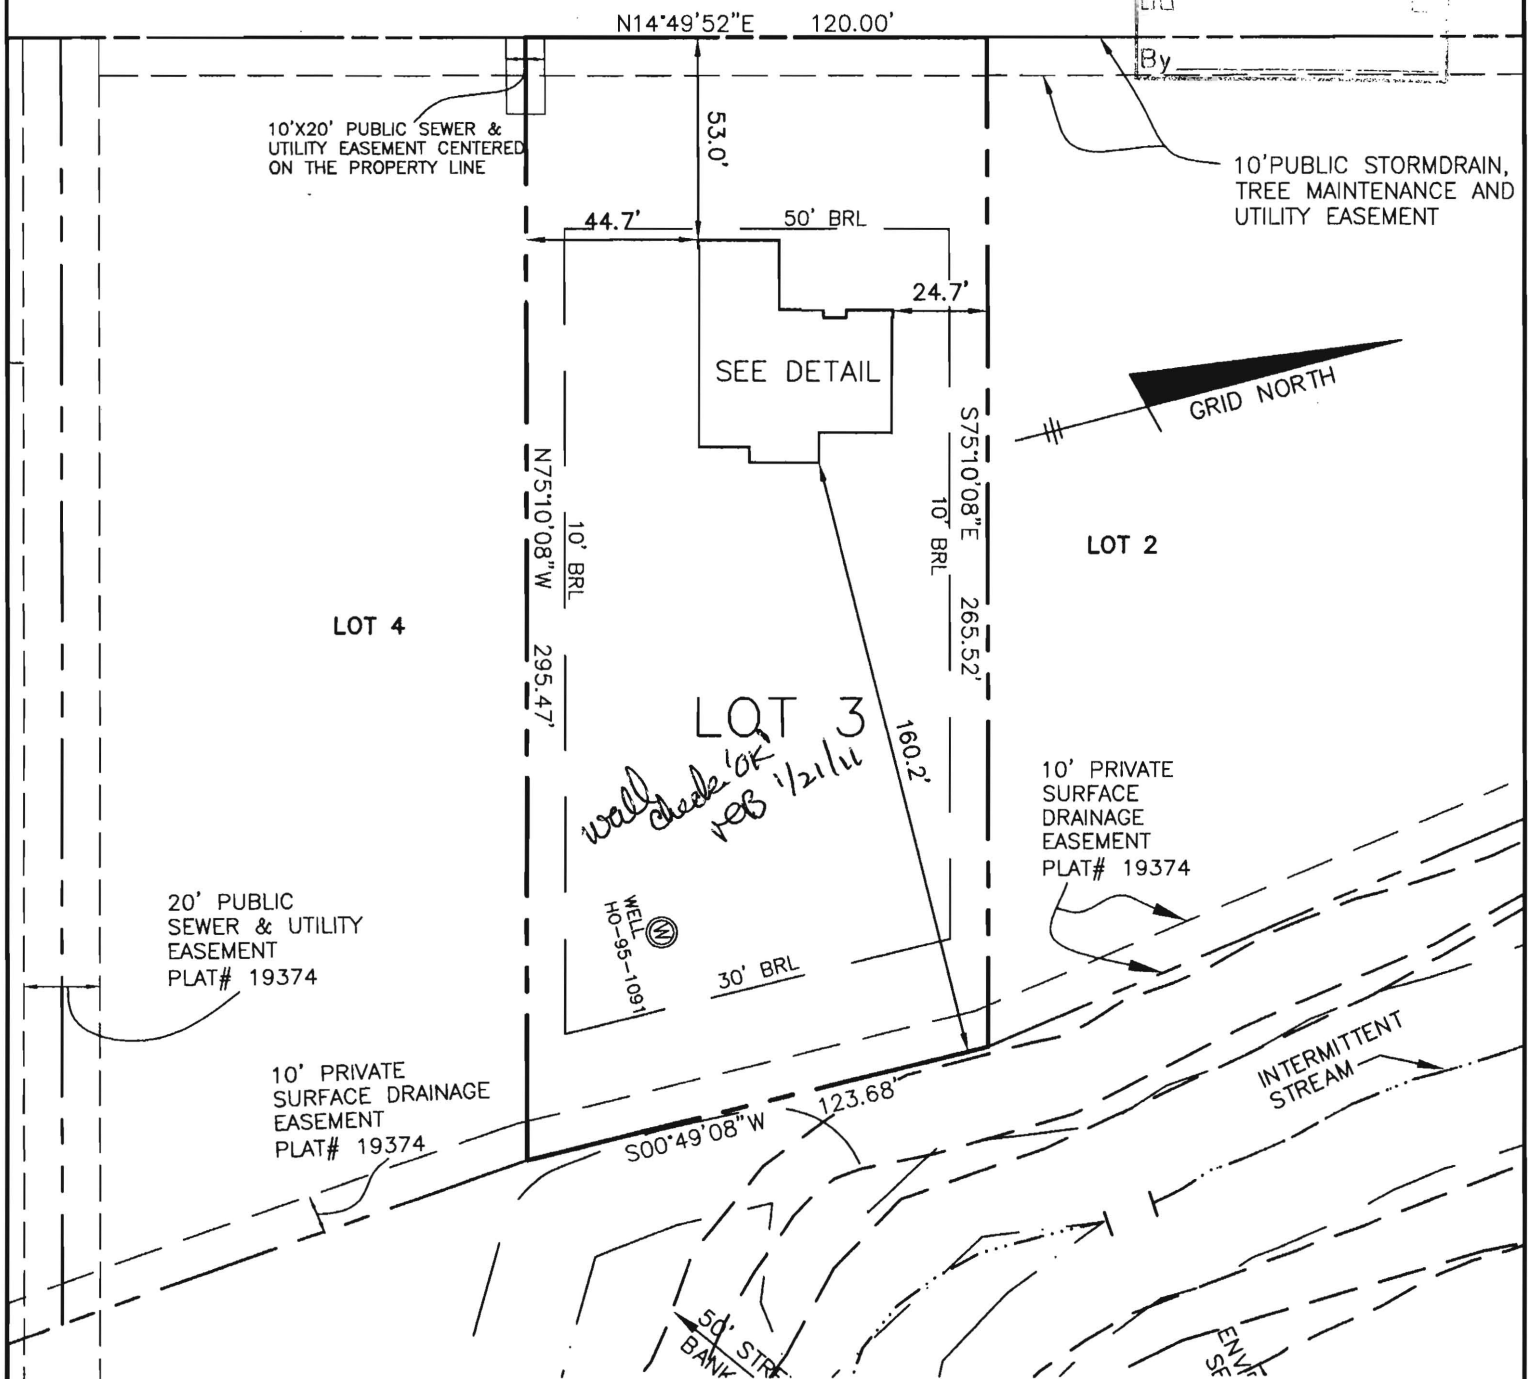 N14°49'52"E 120.00'
By
10'X20' PUBLIC SEWER &
UTILITY EASEMENT CENTERED
ON THE PROPERTY LINE
53.0'
10'PUBLIC STORMDRAIN,
TREE MAINTENANCE AND
UTILITY EASEMENT
44.7'
50' BRL
24.7'
SEE DETAIL
GRID NORTH
S75°10'08"E 265.52'
10' BRL
N75°10'08"W 295.47'
10' BRL
LOT 2
LOT 4
LOT 3
well check 'OK'
1/21/11
160.2'
10' PRIVATE
SURFACE
DRAINAGE
EASEMENT
PLAT# 19374
WELL
HO-95-1091
W
30' BRL
20' PUBLIC
SEWER & UTILITY
EASEMENT
PLAT# 19374
10' PRIVATE
SURFACE DRAINAGE
EASEMENT
PLAT# 19374
S00°49'08"W 123.68'
INTERMITTENT
STREAM
50' STRE
BANK
ENVI
SE